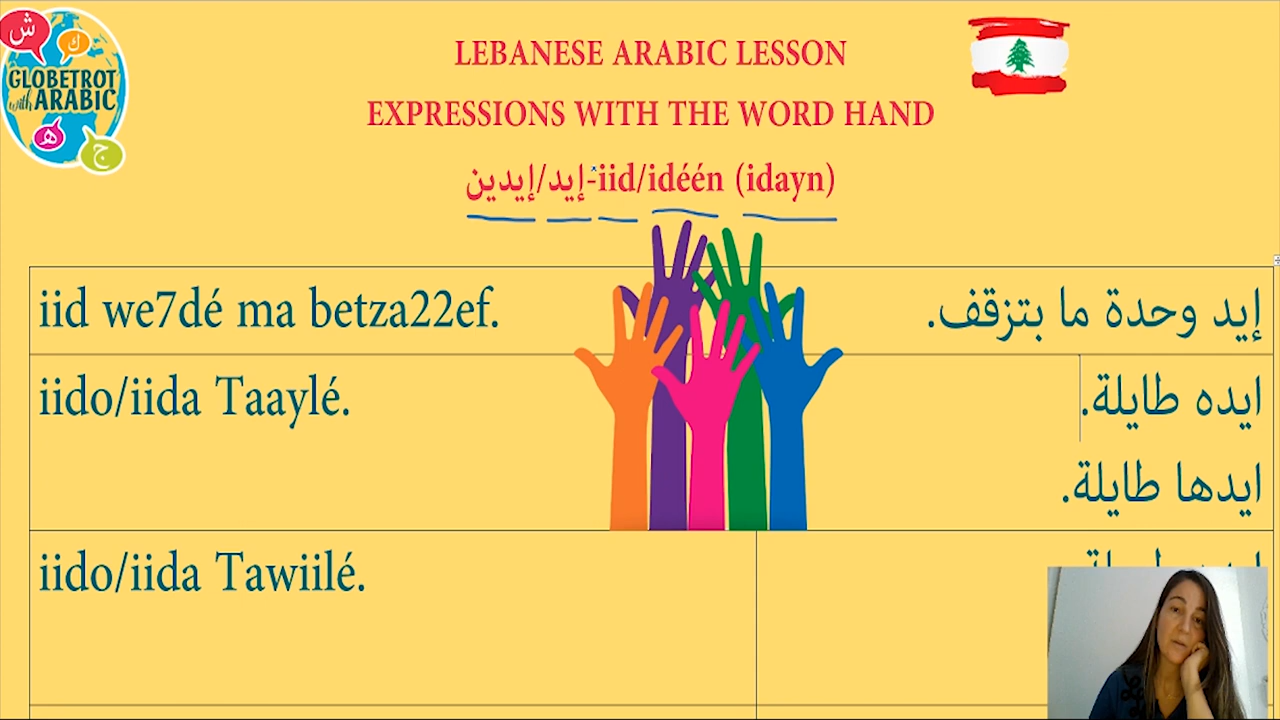 ش
ك
GLOBETROT
with ARABIC
ه
ج
LEBANESE ARABIC LESSON
EXPRESSIONS WITH THE WORD HAND
إيد/إيدين-iid/idéén (idayn)
iid we7dé ma betza22ef.
إيد وحدة ما بتزقف.
iido/iida Taaylé.
ايده طايلة.
ايدها طايلة.
iido/iida Tawiilé.